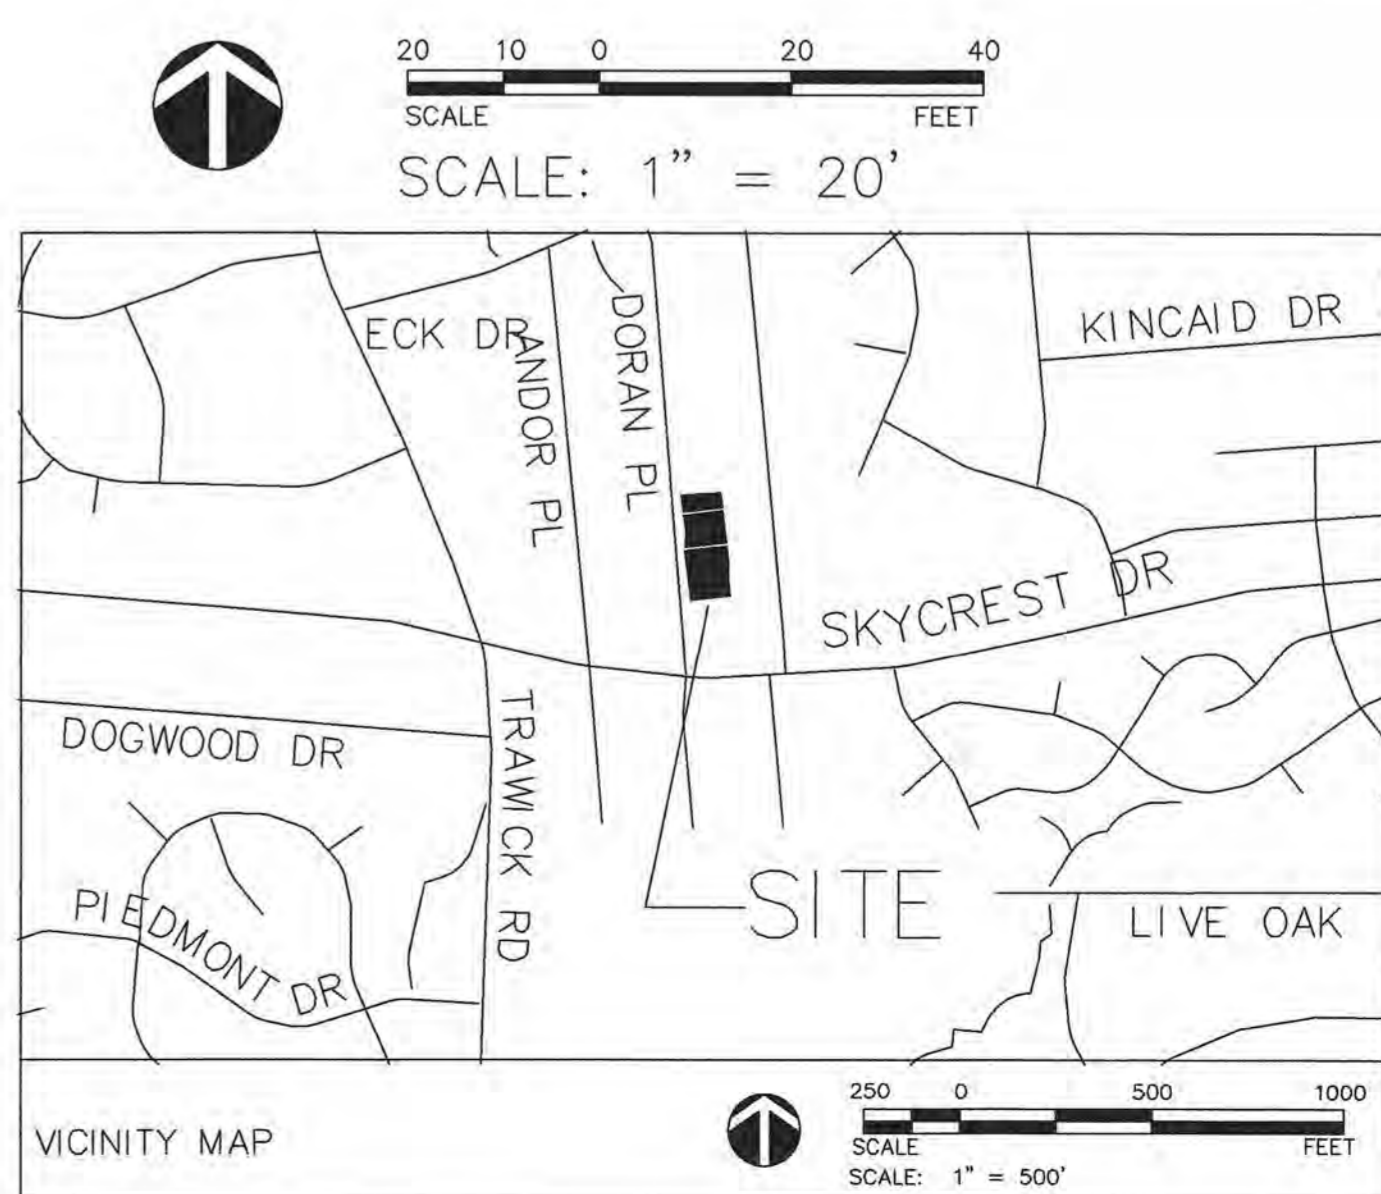 20 10 0 20 40
SCALE FEET
SCALE: 1" = 20'
ECK DR
ANDOR PL
DORAN PL
KINCAID DR
SKYCREST DR
DOGWOOD DR
TRAWICK RD
PIEDMONT DR
SITE
LIVE OAK
VICINITY MAP
250 0 500 1000
SCALE FEET
SCALE: 1" = 500'